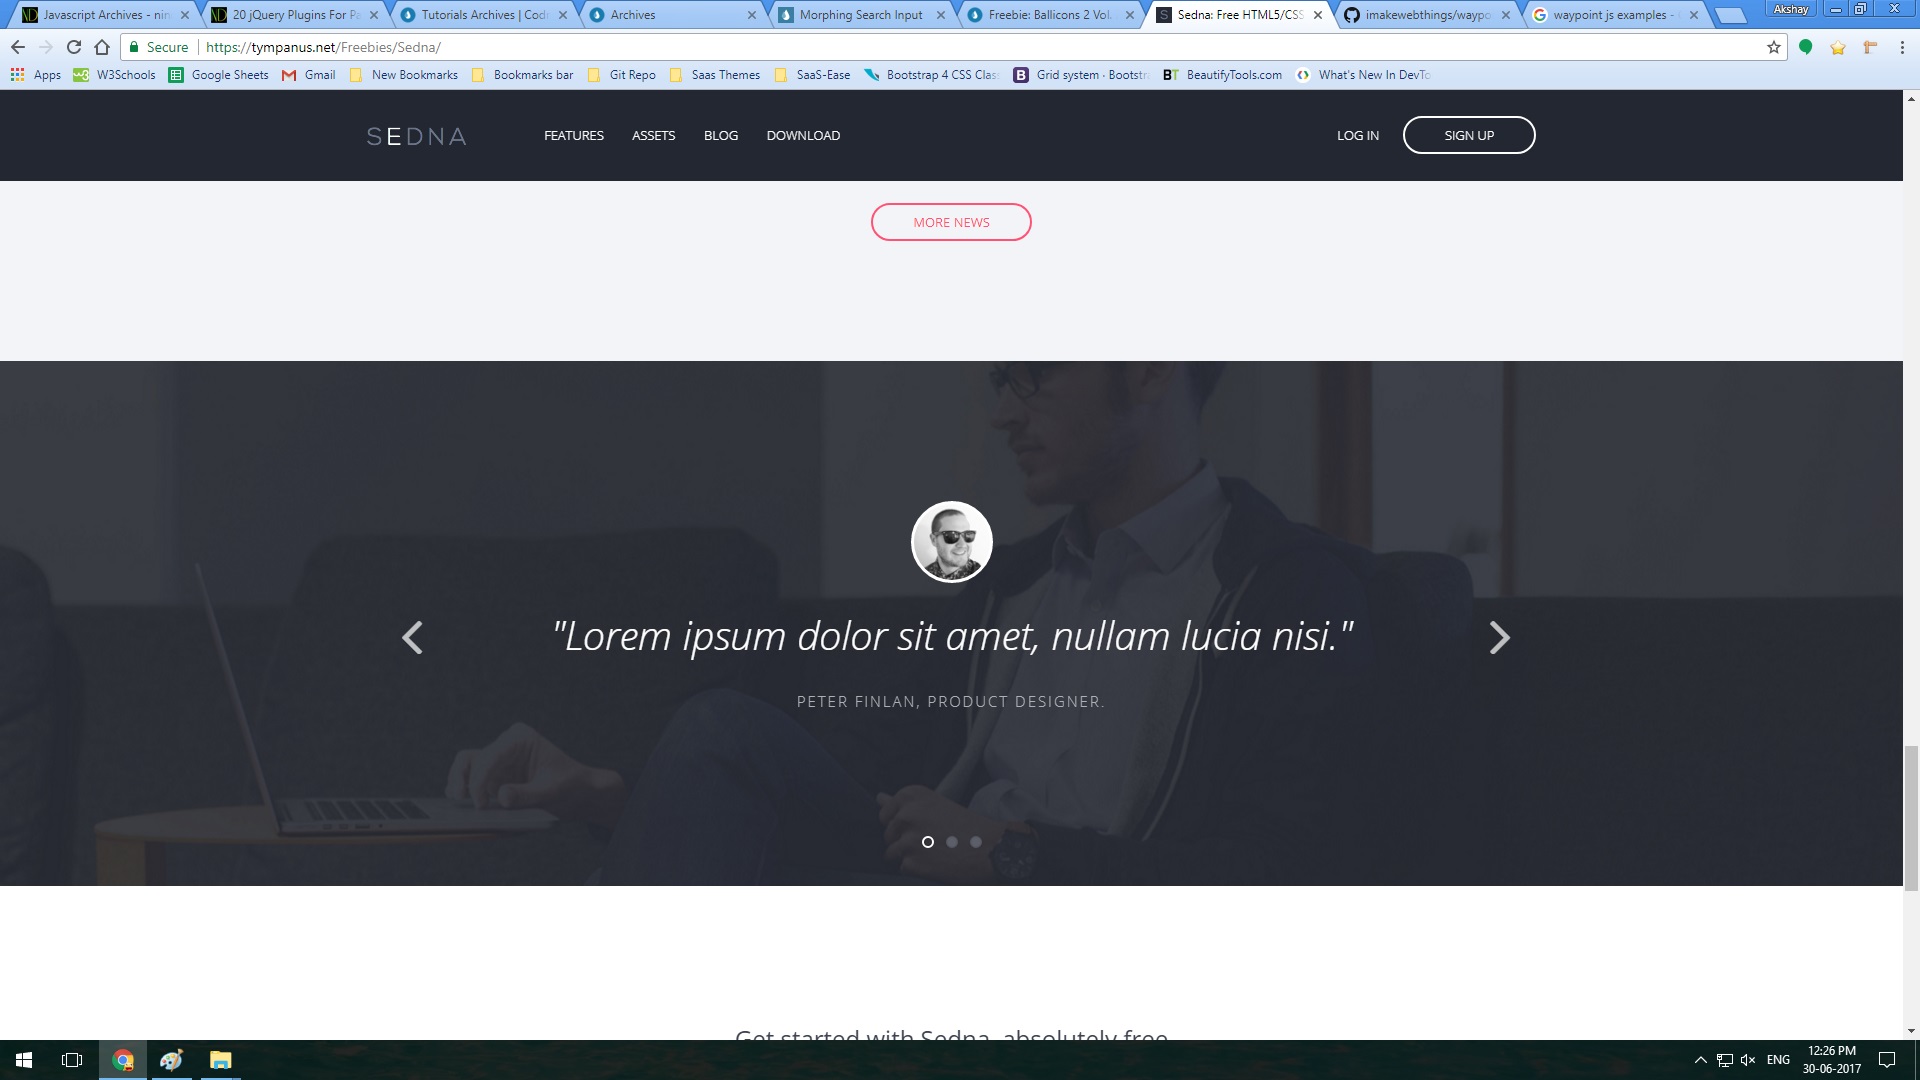 Javascript Archives - nin
20 jQuery Plugins For Pa
Tutorials Archives | Cod
Archives
Morphing Search Input
Freebie: Ballicons 2 Vol.
Sedna: Free HTML5/CSS
imakewebthings/waypo
waypoint js examples -
Akshay
Secure
https://tympanus.net/Freebies/Sedna/
Apps
W3Schools
Google Sheets
Gmail
New Bookmarks
Bookmarks bar
Git Repo
Saas Themes
SaaS-Ease
Bootstrap 4 CSS Clas
Grid system · Bootstr
BeautifyTools.com
What's New In DevTo
SEDNA
FEATURES
ASSETS
BLOG
DOWNLOAD
LOG IN
SIGN UP
MORE NEWS
"Lorem ipsum dolor sit amet, nullam lucia nisi."
PETER FINLAN, PRODUCT DESIGNER.
Get started with Sedna, absolutely free
ENG
12:26 PM
30-06-2017